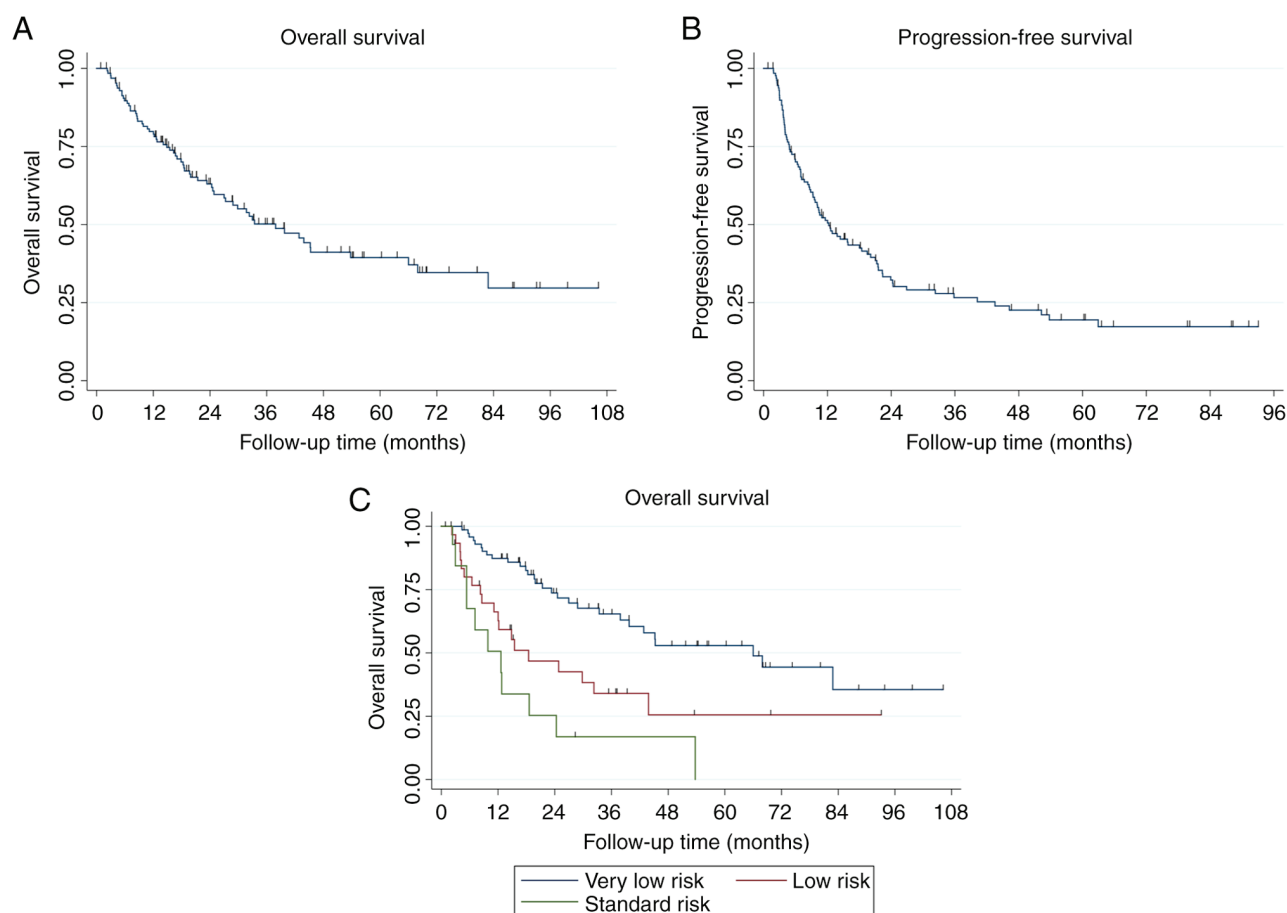 A
Overall survival
Overall survival
1.00
0.75
0.50
0.25
0.00
0 12 24 36 48 60 72 84 96 108
Follow-up time (months)
B
Progression-free survival
Progression-free survival
1.00
0.75
0.50
0.25
0.00
0 12 24 36 48 60 72 84 96
Follow-up time (months)
C
Overall survival
Overall survival
1.00
0.75
0.50
0.25
0.00
0 12 24 36 48 60 72 84 96 108
Follow-up time (months)
Very low risk Low risk
Standard risk